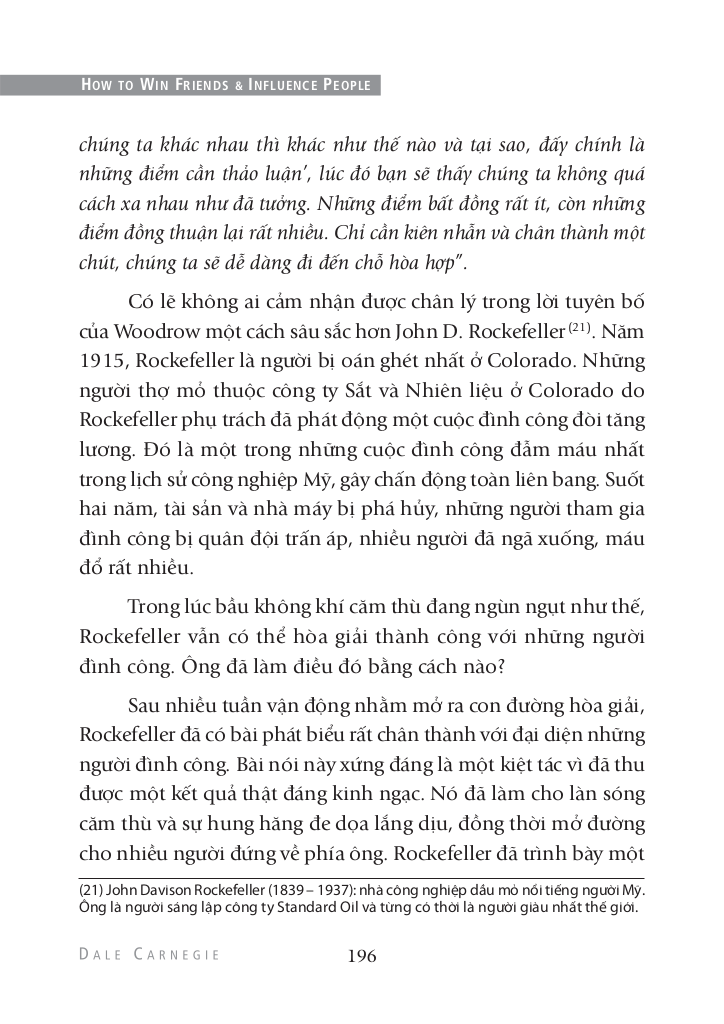 HOW TO WIN FRIENDS & INFLUENCE PEOPLE
chúng ta khác nhau thì khác như thế nào và tại sao, đấy chính là
những điểm cần thảo luận’, lúc đó bạn sẽ thấy chúng ta không quá
cách xa nhau như đã tưởng. Những điểm bất đồng rất ít, còn những
điểm đồng thuận lại rất nhiều. Chỉ cần kiên nhẫn và chân thành một
chút, chúng ta sẽ dễ dàng đi đến chỗ hòa hợp”.
Có lẽ không ai cảm nhận được chân lý trong lời tuyên bố
của Woodrow một cách sâu sắc hơn John D. Rockefeller (21). Năm
1915, Rockefeller là người bị oán ghét nhất ở Colorado. Những
người thợ mỏ thuộc công ty Sắt và Nhiên liệu ở Colorado do
Rockefeller phụ trách đã phát động một cuộc đình công đòi tăng
lương. Đó là một trong những cuộc đình công đẫm máu nhất
trong lịch sử công nghiệp Mỹ, gây chấn động toàn liên bang. Suốt
hai năm, tài sản và nhà máy bị phá hủy, những người tham gia
đình công bị quân đội trấn áp, nhiều người đã ngã xuống, máu
đổ rất nhiều.
Trong lúc bầu không khí căm thù đang ngùn ngụt như thế,
Rockefeller vẫn có thể hòa giải thành công với những người
đình công. Ông đã làm điều đó bằng cách nào?
Sau nhiều tuần vận động nhằm mở ra con đường hòa giải,
Rockefeller đã có bài phát biểu rất chân thành với đại diện những
người đình công. Bài nói này xứng đáng là một kiệt tác vì đã thu
được một kết quả thật đáng kinh ngạc. Nó đã làm cho làn sóng
căm thù và sự hung hăng đe dọa lắng dịu, đồng thời mở đường
cho nhiều người đứng về phía ông. Rockefeller đã trình bày một
(21) John Davison Rockefeller (1839 – 1937): nhà công nghiệp dầu mỏ nổi tiếng người Mỹ.
Ông là người sáng lập công ty Standard Oil và từng có thời là người giàu nhất thế giới.
DALE CARNEGIE
196